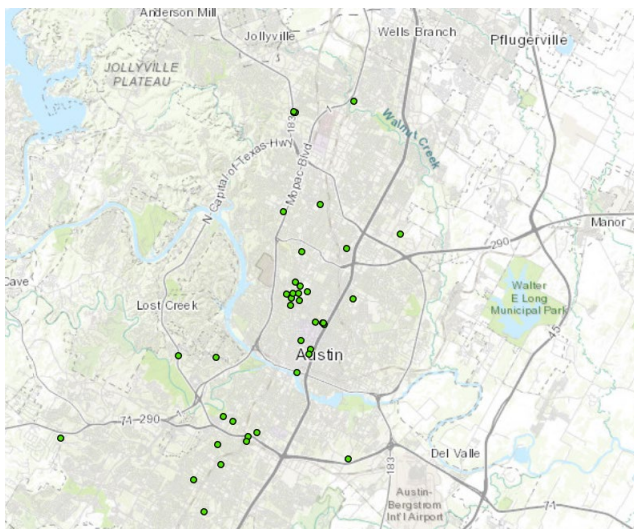 Anderson Mill
Jollyville
Wells Branch
Pflugerville
JOLLYVILLE
PLATEAU
183
1
Walnut
Creek
N Capital of-Texas-Hwy
Mopac-Blvd
Manor
290
Cave
Walter
E Long
Municipal Park
Lost Creek
45
Austin
1
71
290
Del Valle
183
Austin-
Bergstrom
Int'l Airport
71